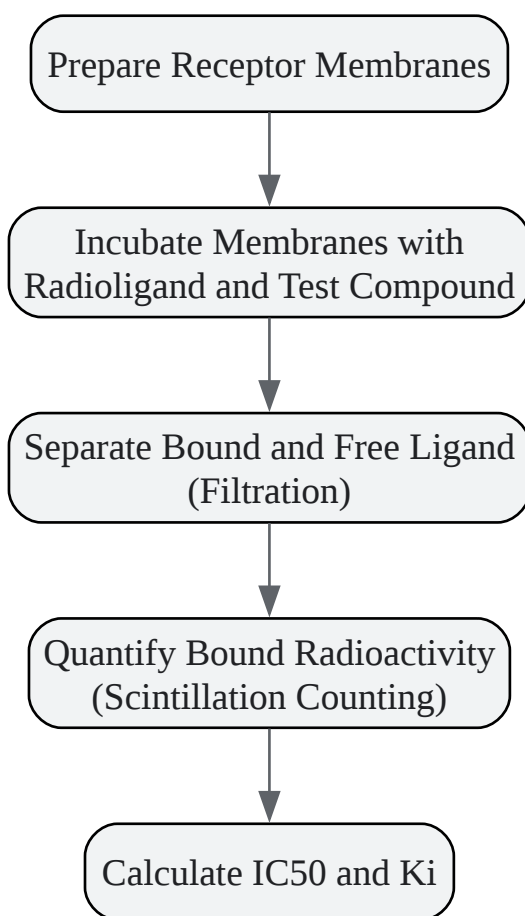 Prepare Receptor Membranes
Incubate Membranes with
Radioligand and Test Compound
Separate Bound and Free Ligand
(Filtration)
Quantify Bound Radioactivity
(Scintillation Counting)
Calculate IC50 and Ki